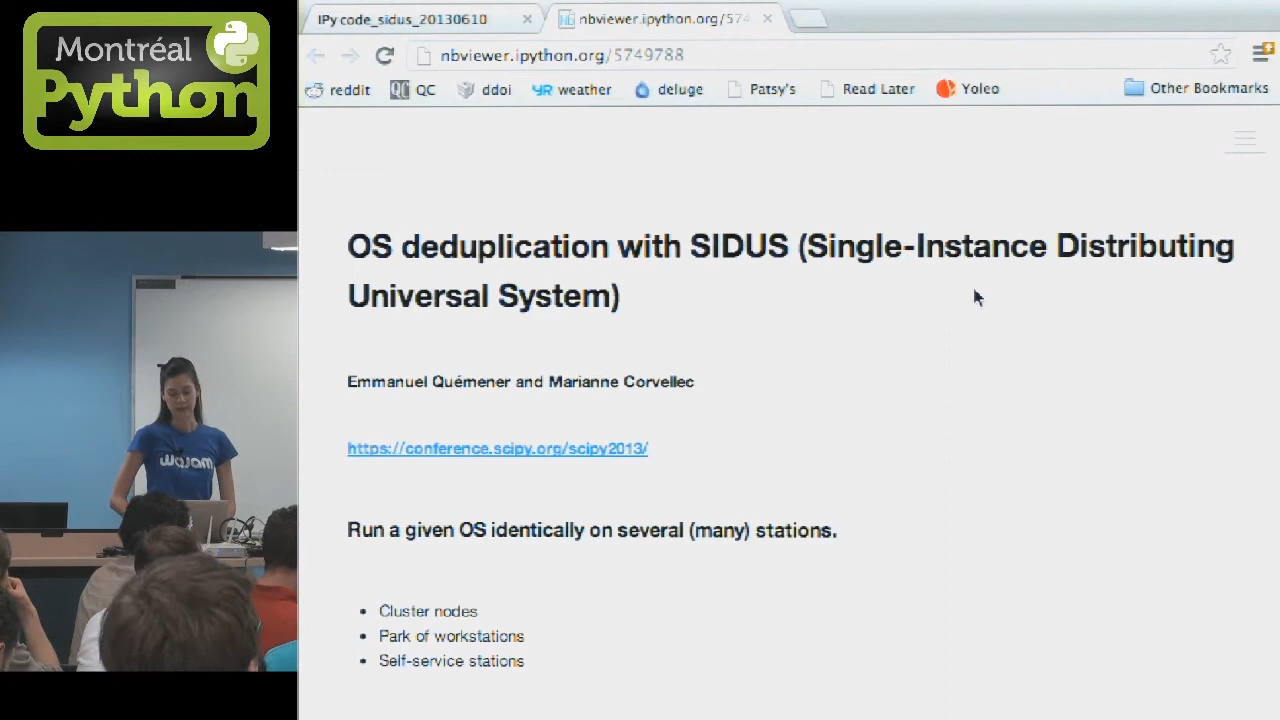 Montréal
Python
IPy code_sidus_20130610
nbviewer.ipython.org/574
nbviewer.ipython.org/5749788
reddit
QC
QC
ddoi
YR weather
deluge
Patsy's
Read Later
Yoleo
Other Bookmarks
OS deduplication with SIDUS (Single-Instance Distributing
Universal System)
Emmanuel Quémener and Marianne Corvellec
https://conference.scipy.org/scipy2013/
Run a given OS identically on several (many) stations.
• Cluster nodes
• Park of workstations
• Self-service stations
wajam